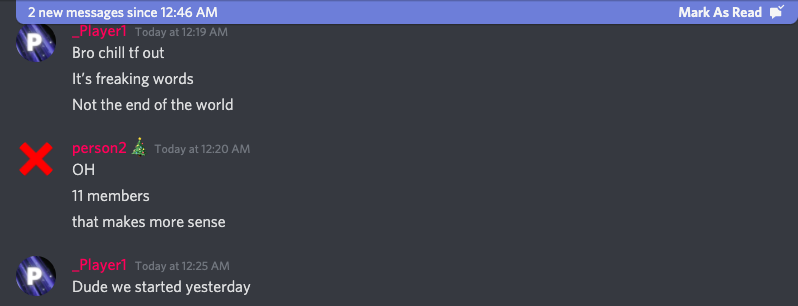 2 new messages since 12:46 AM Mark As Read
_Player1 Today at 12:19 AM
Bro chill tf out
It's freaking words
Not the end of the world
person2🎄 Today at 12:20 AM
OH
11 members
that makes more sense
P
_Player1 Today at 12:25 AM
Dude we started yesterday